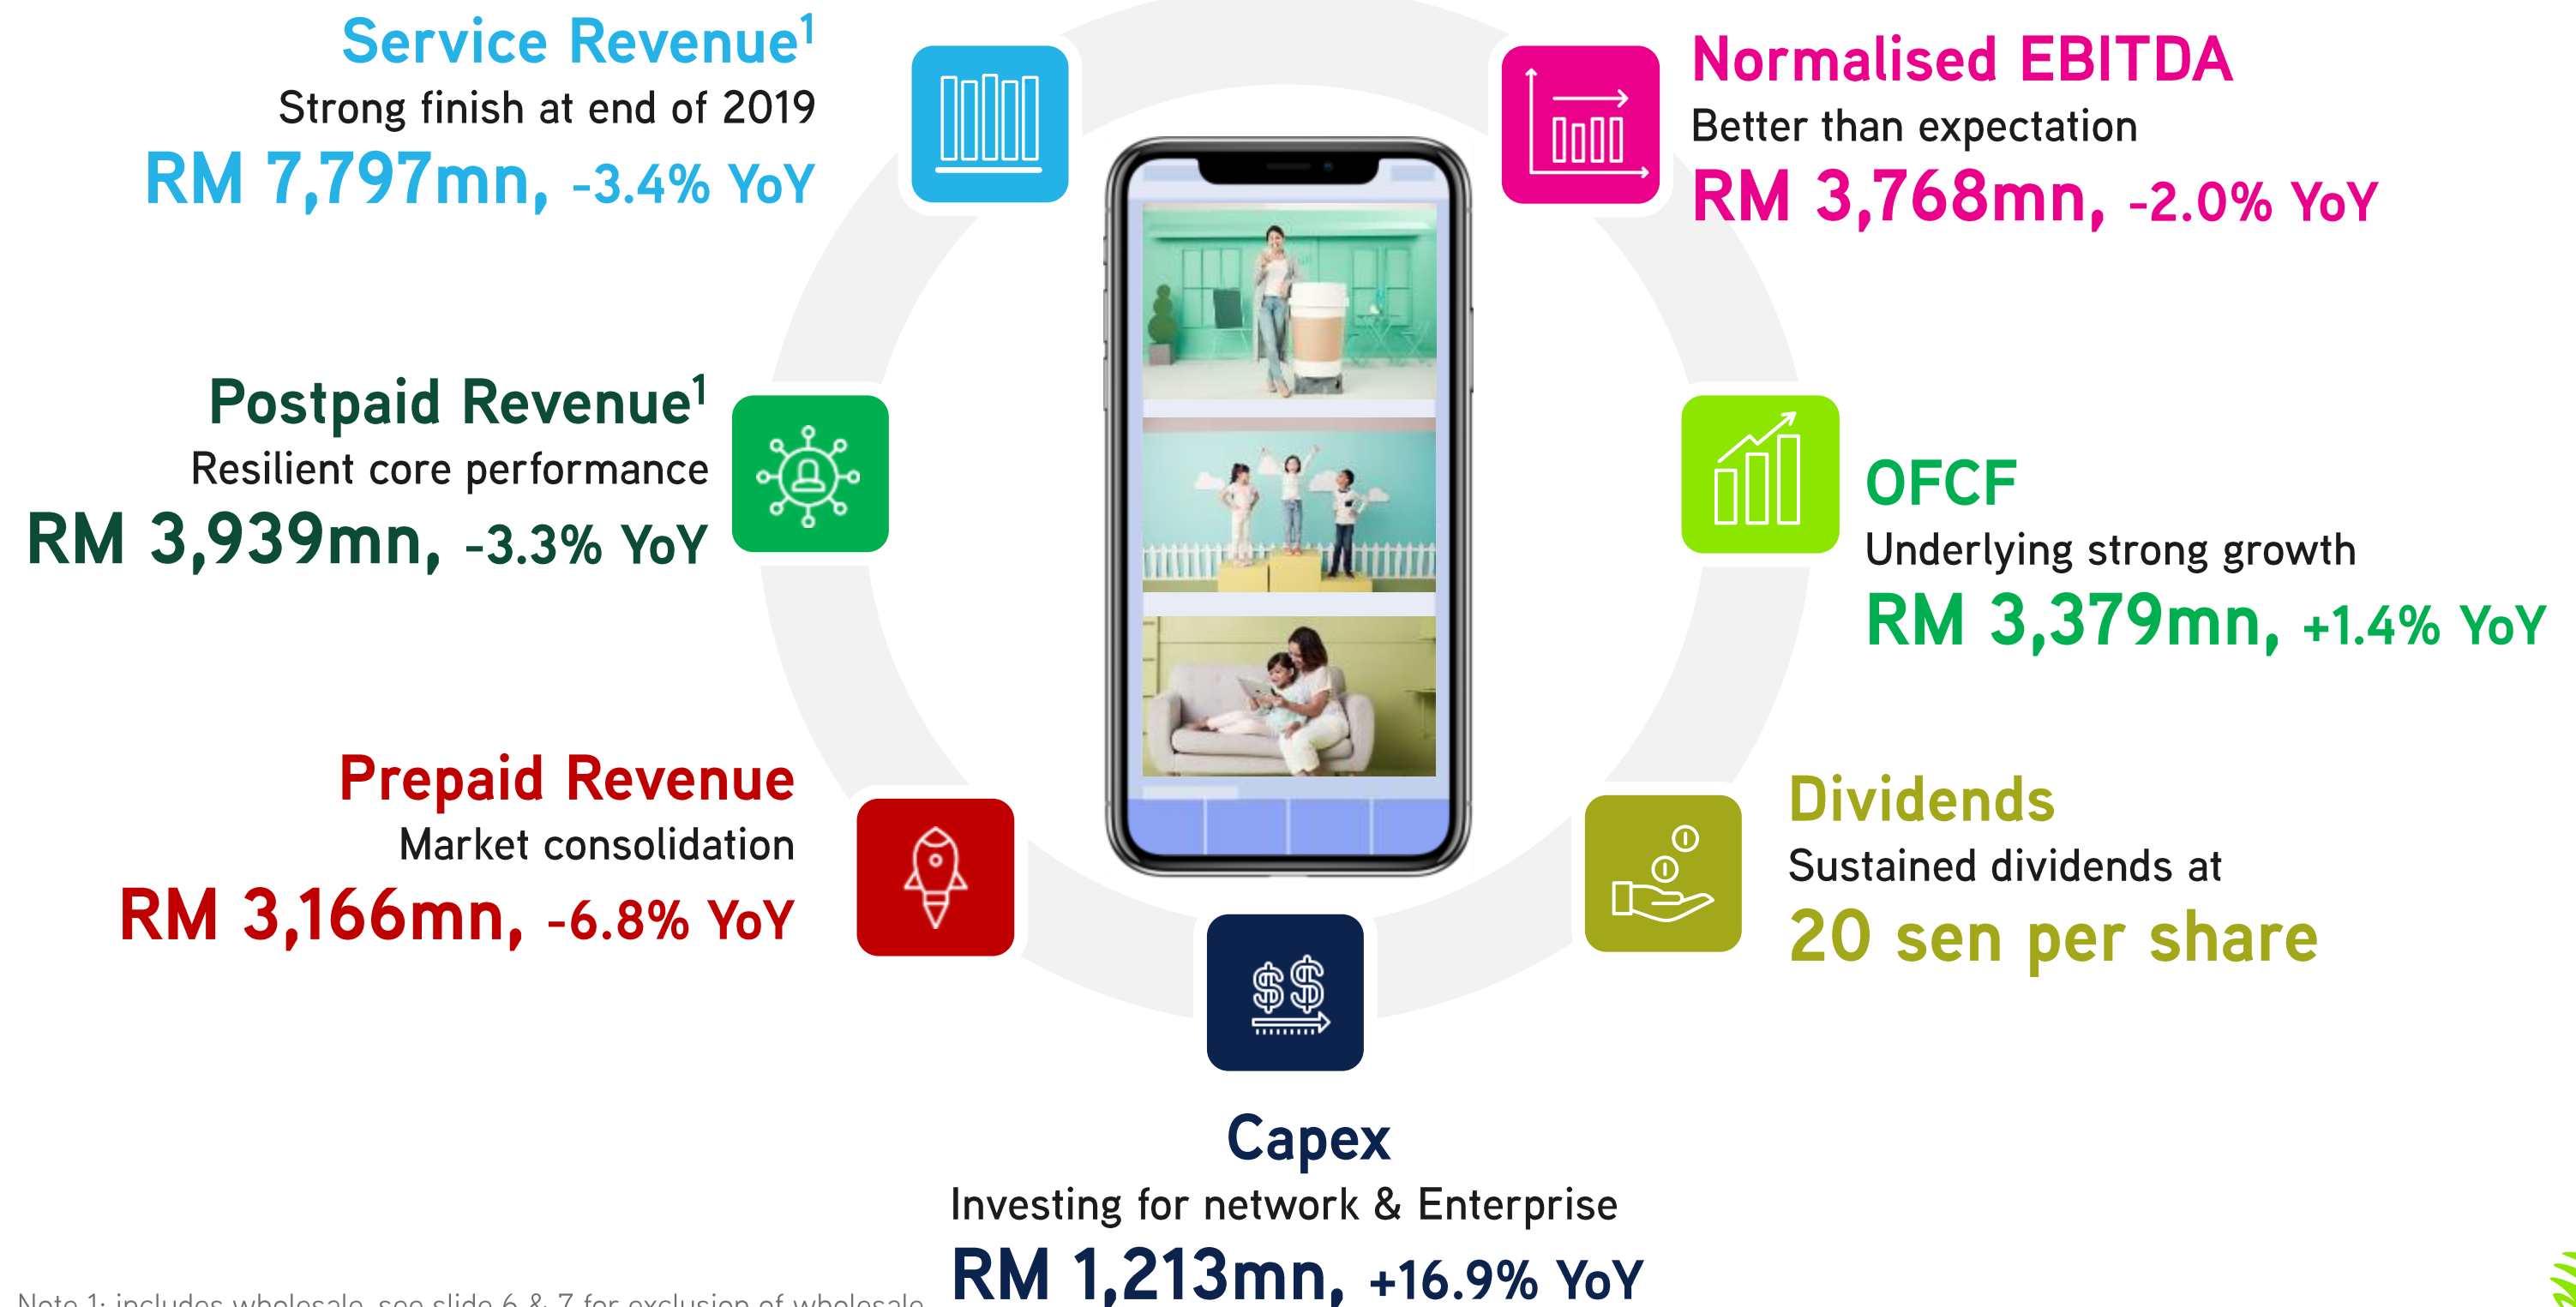 Service Revenue¹
Strong finish at end of 2019
RM 7,797mn, -3.4% YoY
Postpaid Revenue¹
Resilient core performance
RM 3,939mn, -3.3% YoY
Prepaid Revenue
Market consolidation
RM 3,166mn, -6.8% YoY
Normalised EBITDA
Better than expectation
RM 3,768mn, -2.0% YoY
OFCF
Underlying strong growth
RM 3,379mn, +1.4% YoY
Dividends
Sustained dividends at
20 sen per share
Capex
Investing for network & Enterprise
RM 1,213mn, +16.9% YoY
Note 1: includes wholesale, see slide 6 & 7 for exclusion of wholesale